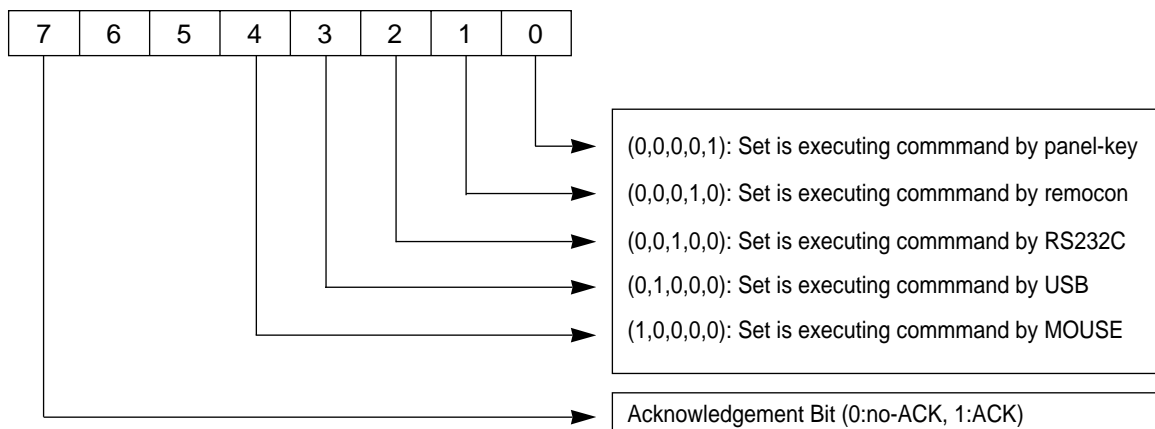 7 6 5 4 3 2 1 0
(0,0,0,0,1): Set is executing commmand by panel-key
(0,0,0,1,0): Set is executing commmand by remocon
(0,0,1,0,0): Set is executing commmand by RS232C
(0,1,0,0,0): Set is executing commmand by USB
(1,0,0,0,0): Set is executing commmand by MOUSE
Acknowledgement Bit (0:no-ACK, 1:ACK)